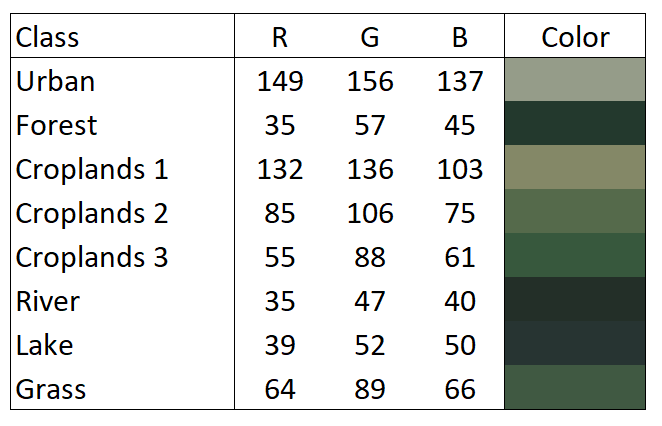 Class R G B Color
Urban 149 156 137
Forest 35 57 45
Croplands 1 132 136 103
Croplands 2 85 106 75
Croplands 3 55 88 61
River 35 47 40
Lake 39 52 50
Grass 64 89 66